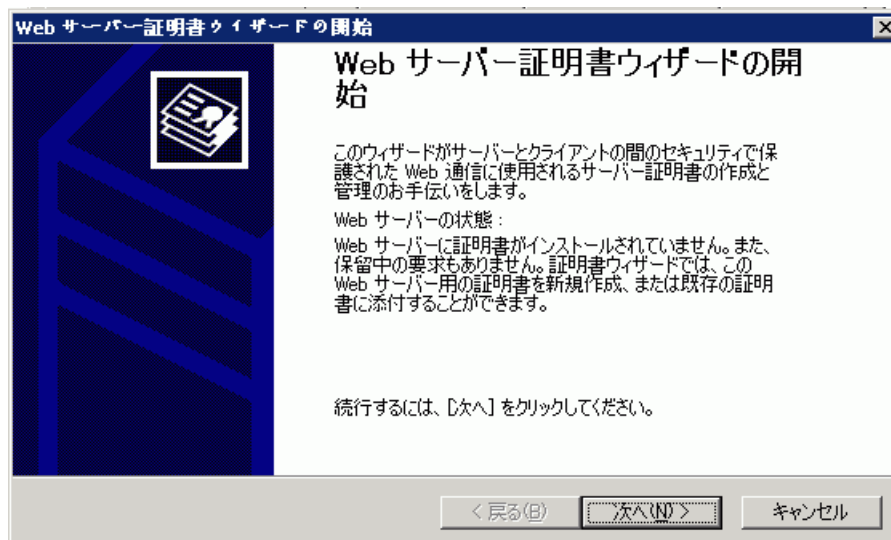 Web サーバー証明書ウィザードの開始
Web サーバー証明書ウィザードの開
始
このウィザードがサーバーとクライアントの間のセキュリティで保
護された Web 通信に使用されるサーバー証明書の作成と
管理のお手伝いをします。
Web サーバーの状態 :
Web サーバーに証明書がインストールされていません。また、
保留中の要求もありません。証明書ウィザードでは、この
Web サーバー用の証明書を新規作成、または既存の証明
書に添付することができます。
続行するには、[次へ] をクリックしてください。
< 戻る(B)
次へ(N) >
キャンセル